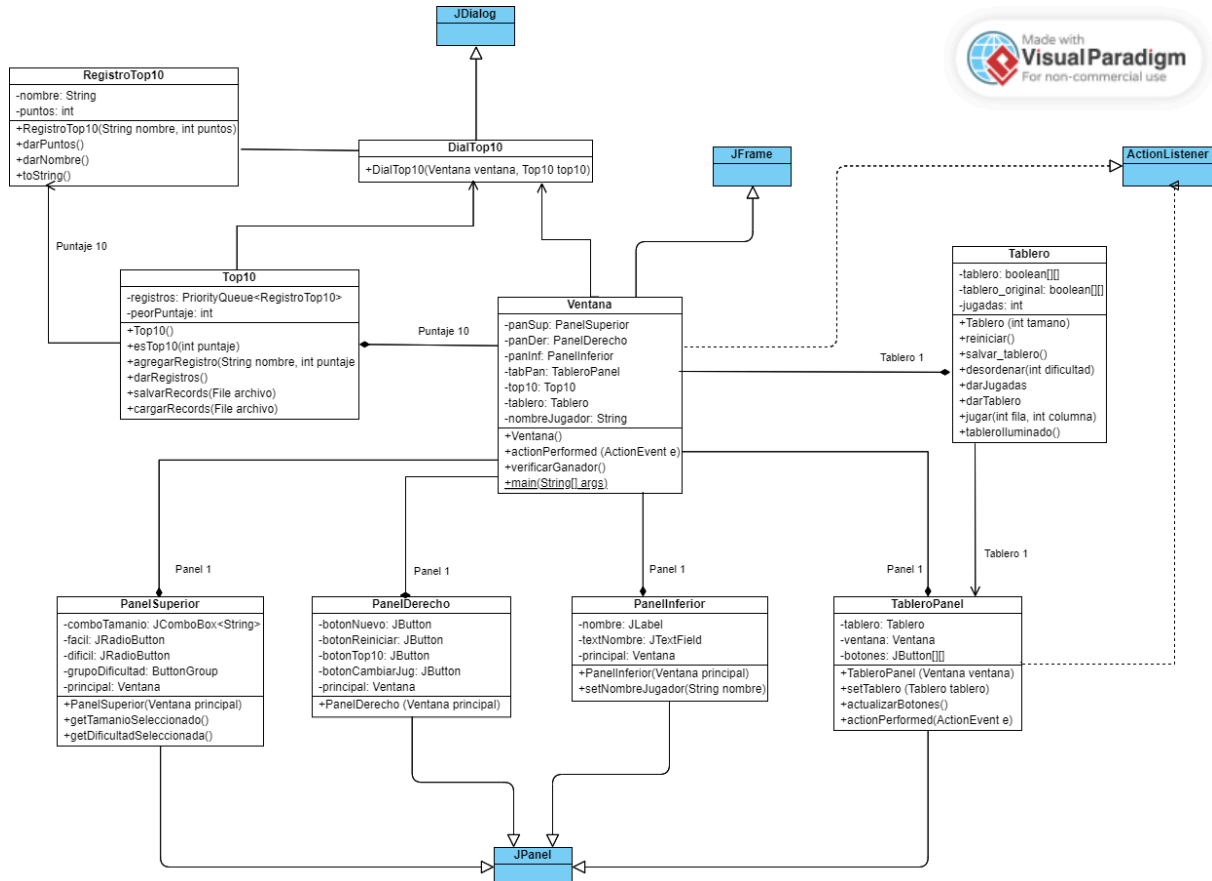 JDialog
Made with
Visual Paradigm
For non-commercial use
RegistroTop10
-nombre: String
-puntos: int
+RegistroTop10(String nombre, int puntos)
+darPuntos()
+darNombre()
+toString()
DialTop10
+DialTop10(Ventana ventana, Top10 top10)
JFrame
ActionListener
Puntaje 10
Top10
-registros: PriorityQueue<RegistroTop10>
-peorPuntaje: int
+Top10()
+esTop10(int puntaje)
+agregarRegistro(String nombre, int puntaje
+darRegistros()
+salvarRecords(File archivo)
+cargarRecords(File archivo)
Puntaje 10
Ventana
-panSup: PanelSuperior
-panDer: PanelDerecho
-panInf: PanelInferior
-tabPan: TableroPanel
-top10: Top10
-tablero: Tablero
-nombreJugador: String
+Ventana()
+actionPerformed (ActionEvent e)
+verificarGanador()
+main(String[] args)
Tablero 1
Tablero
-tablero: boolean[][]
-tablero_original: boolean[][]
-jugadas: int
+Tablero (int tamano)
+reiniciar()
+salvar_tablero()
+desordenar(int dificultad)
+darJugadas
+darTablero
+jugar(int fila, int columna)
+tableroIluminado()
Tablero 1
Panel 1
Panel 1
Panel 1
Panel 1
PanelSuperior
-comboTamanio: JComboBox<String>
-facil: JRadioButton
-dificil: JRadioButton
-grupoDificultad: ButtonGroup
-principal: Ventana
+PanelSuperior(Ventana principal)
+getTamanioSeleccionado()
+getDificultadSeleccionada()
PanelDerecho
-botonNuevo: JButton
-botonReiniciar: JButton
-botonTop10: JButton
-botonCambiarJug: JButton
-principal: Ventana
+PanelDerecho (Ventana principal)
PanelInferior
-nombre: JLabel
-textNombre: JTextField
-principal: Ventana
+PanelInferior(Ventana principal)
+setNombreJugador(String nombre)
TableroPanel
-tablero: Tablero
-ventana: Ventana
-botones: JButton[][]
+TableroPanel (Ventana ventana)
+setTablero (Tablero tablero)
+actualizarBotones()
+actionPerformed(ActionEvent e)
JPanel